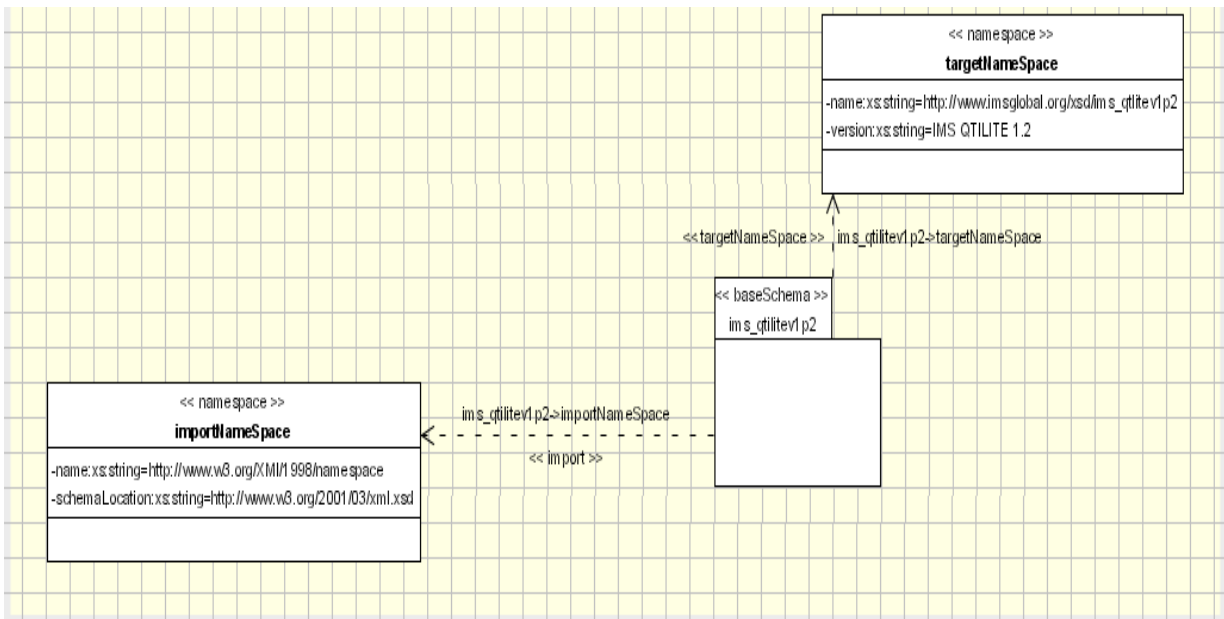 << namespace >>
targetNameSpace
-name:xs:string=http://www.imsglobal.org/xsd/ims_qtilitev1p2
-version:xs:string=IMS QTILITE 1.2
<<targetNameSpace >> ims_qtilitev1p2->targetNameSpace
<< baseSchema >>
ims_qtilitev1p2
<< namespace >>
importNameSpace
-name:xs:string=http://www.w3.org/XMl/1998/namespace
-schemaLocation:xs:string=http://www.w3.org/2001/03/xml.xsd
ims_qtilitev1p2->importNameSpace
<< import >>